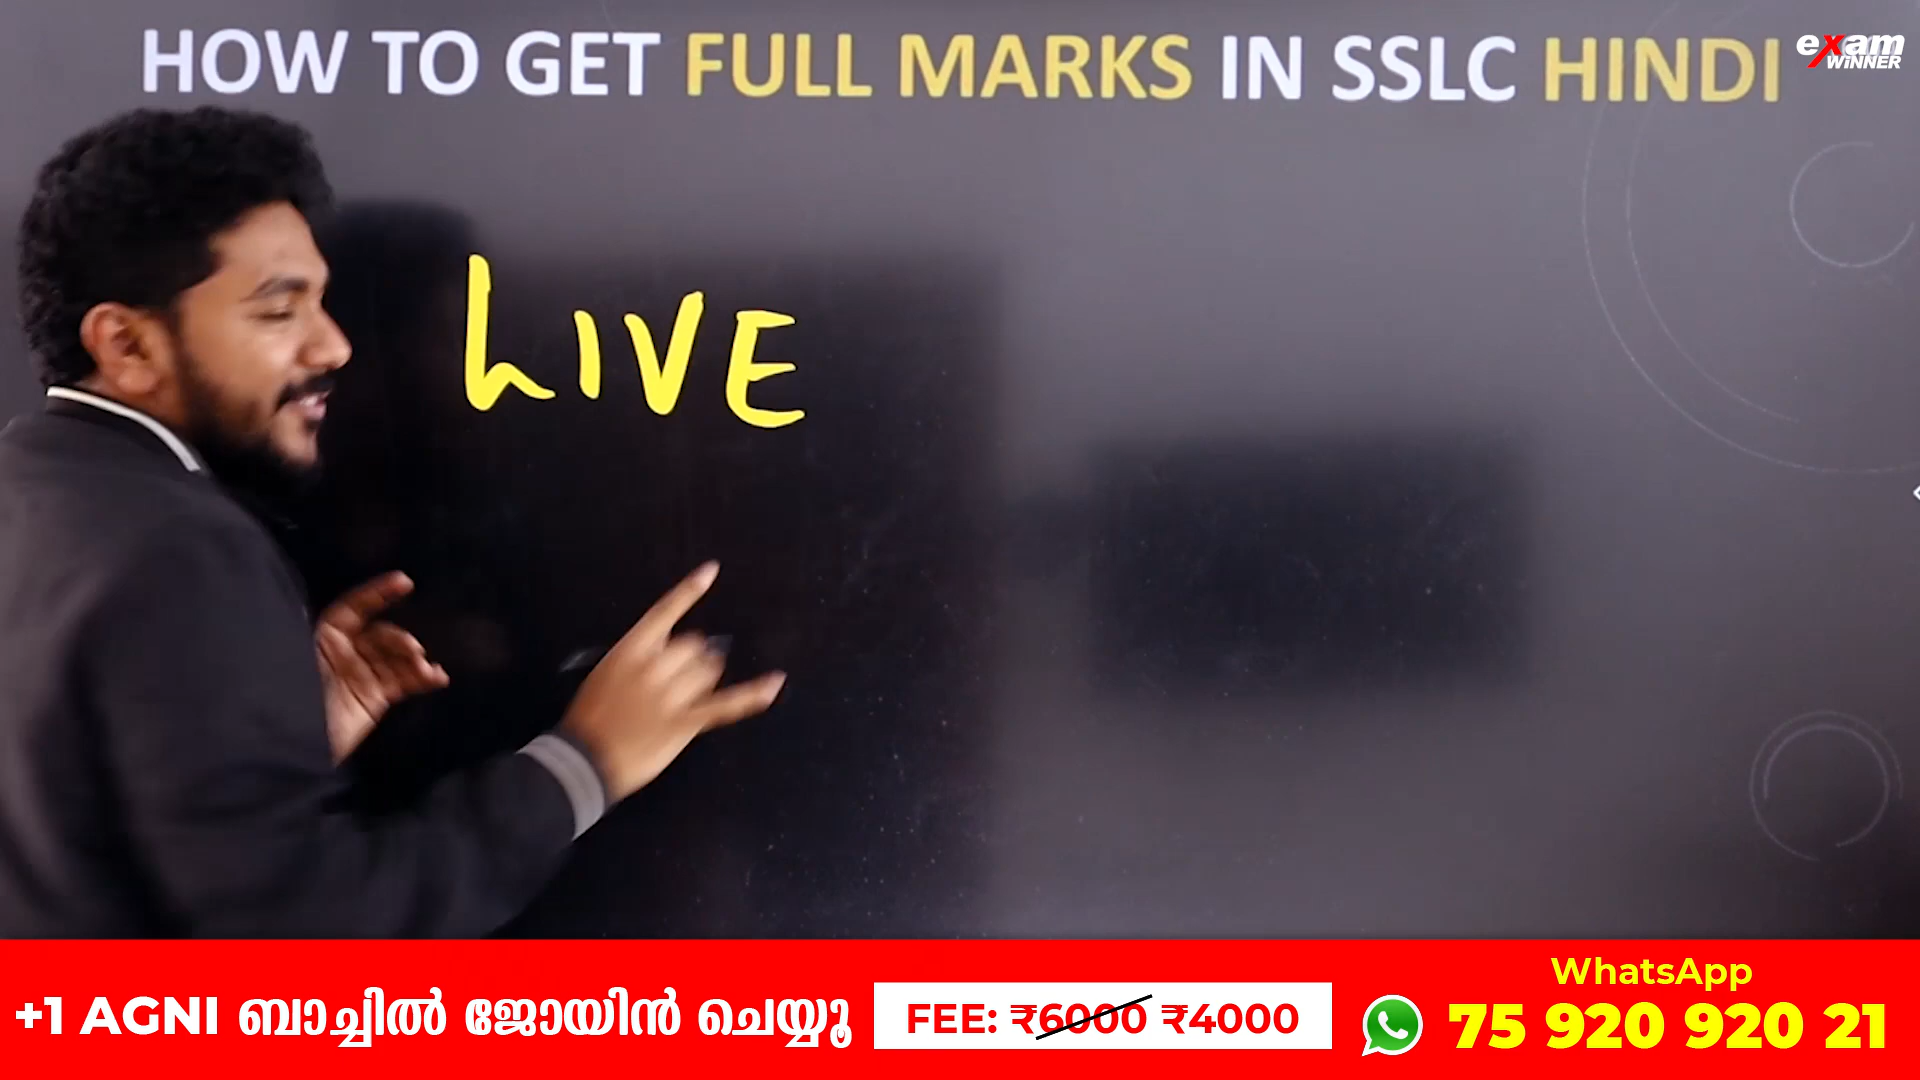 HOW TO GET FULL MARKS IN SSLC HINDI
exam
WINNER
LIVE
+1 AGNI ബാച്ചിൽ ജോയിൻ ചെയ്യൂ
FEE: ₹6000 ₹4000
WhatsApp
75 920 920 21